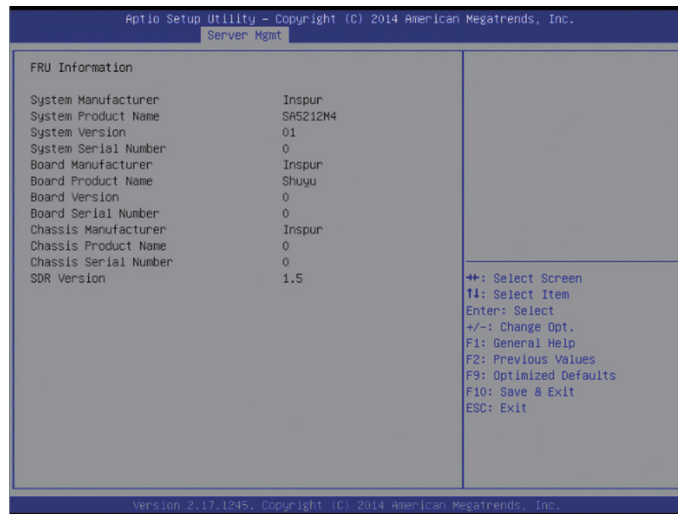 Aptio Setup Utility – Copyright (C) 2014 American Megatrends, Inc.
Server Mgmt
FRU Information
System Manufacturer Inspur
System Product Name SA5212M4
System Version 01
System Serial Number 0
Board Manufacturer Inspur
Board Product Name Shuyu
Board Version 0
Board Serial Number 0
Chassis Manufacturer Inspur
Chassis Product Name 0
Chassis Serial Number 0
SDR Version 1.5
→←: Select Screen
↑↓: Select Item
Enter: Select
+/-: Change Opt.
F1: General Help
F2: Previous Values
F9: Optimized Defaults
F10: Save & Exit
ESC: Exit
Version 2.17.1245. Copyright (C) 2014 American Megatrends, Inc.